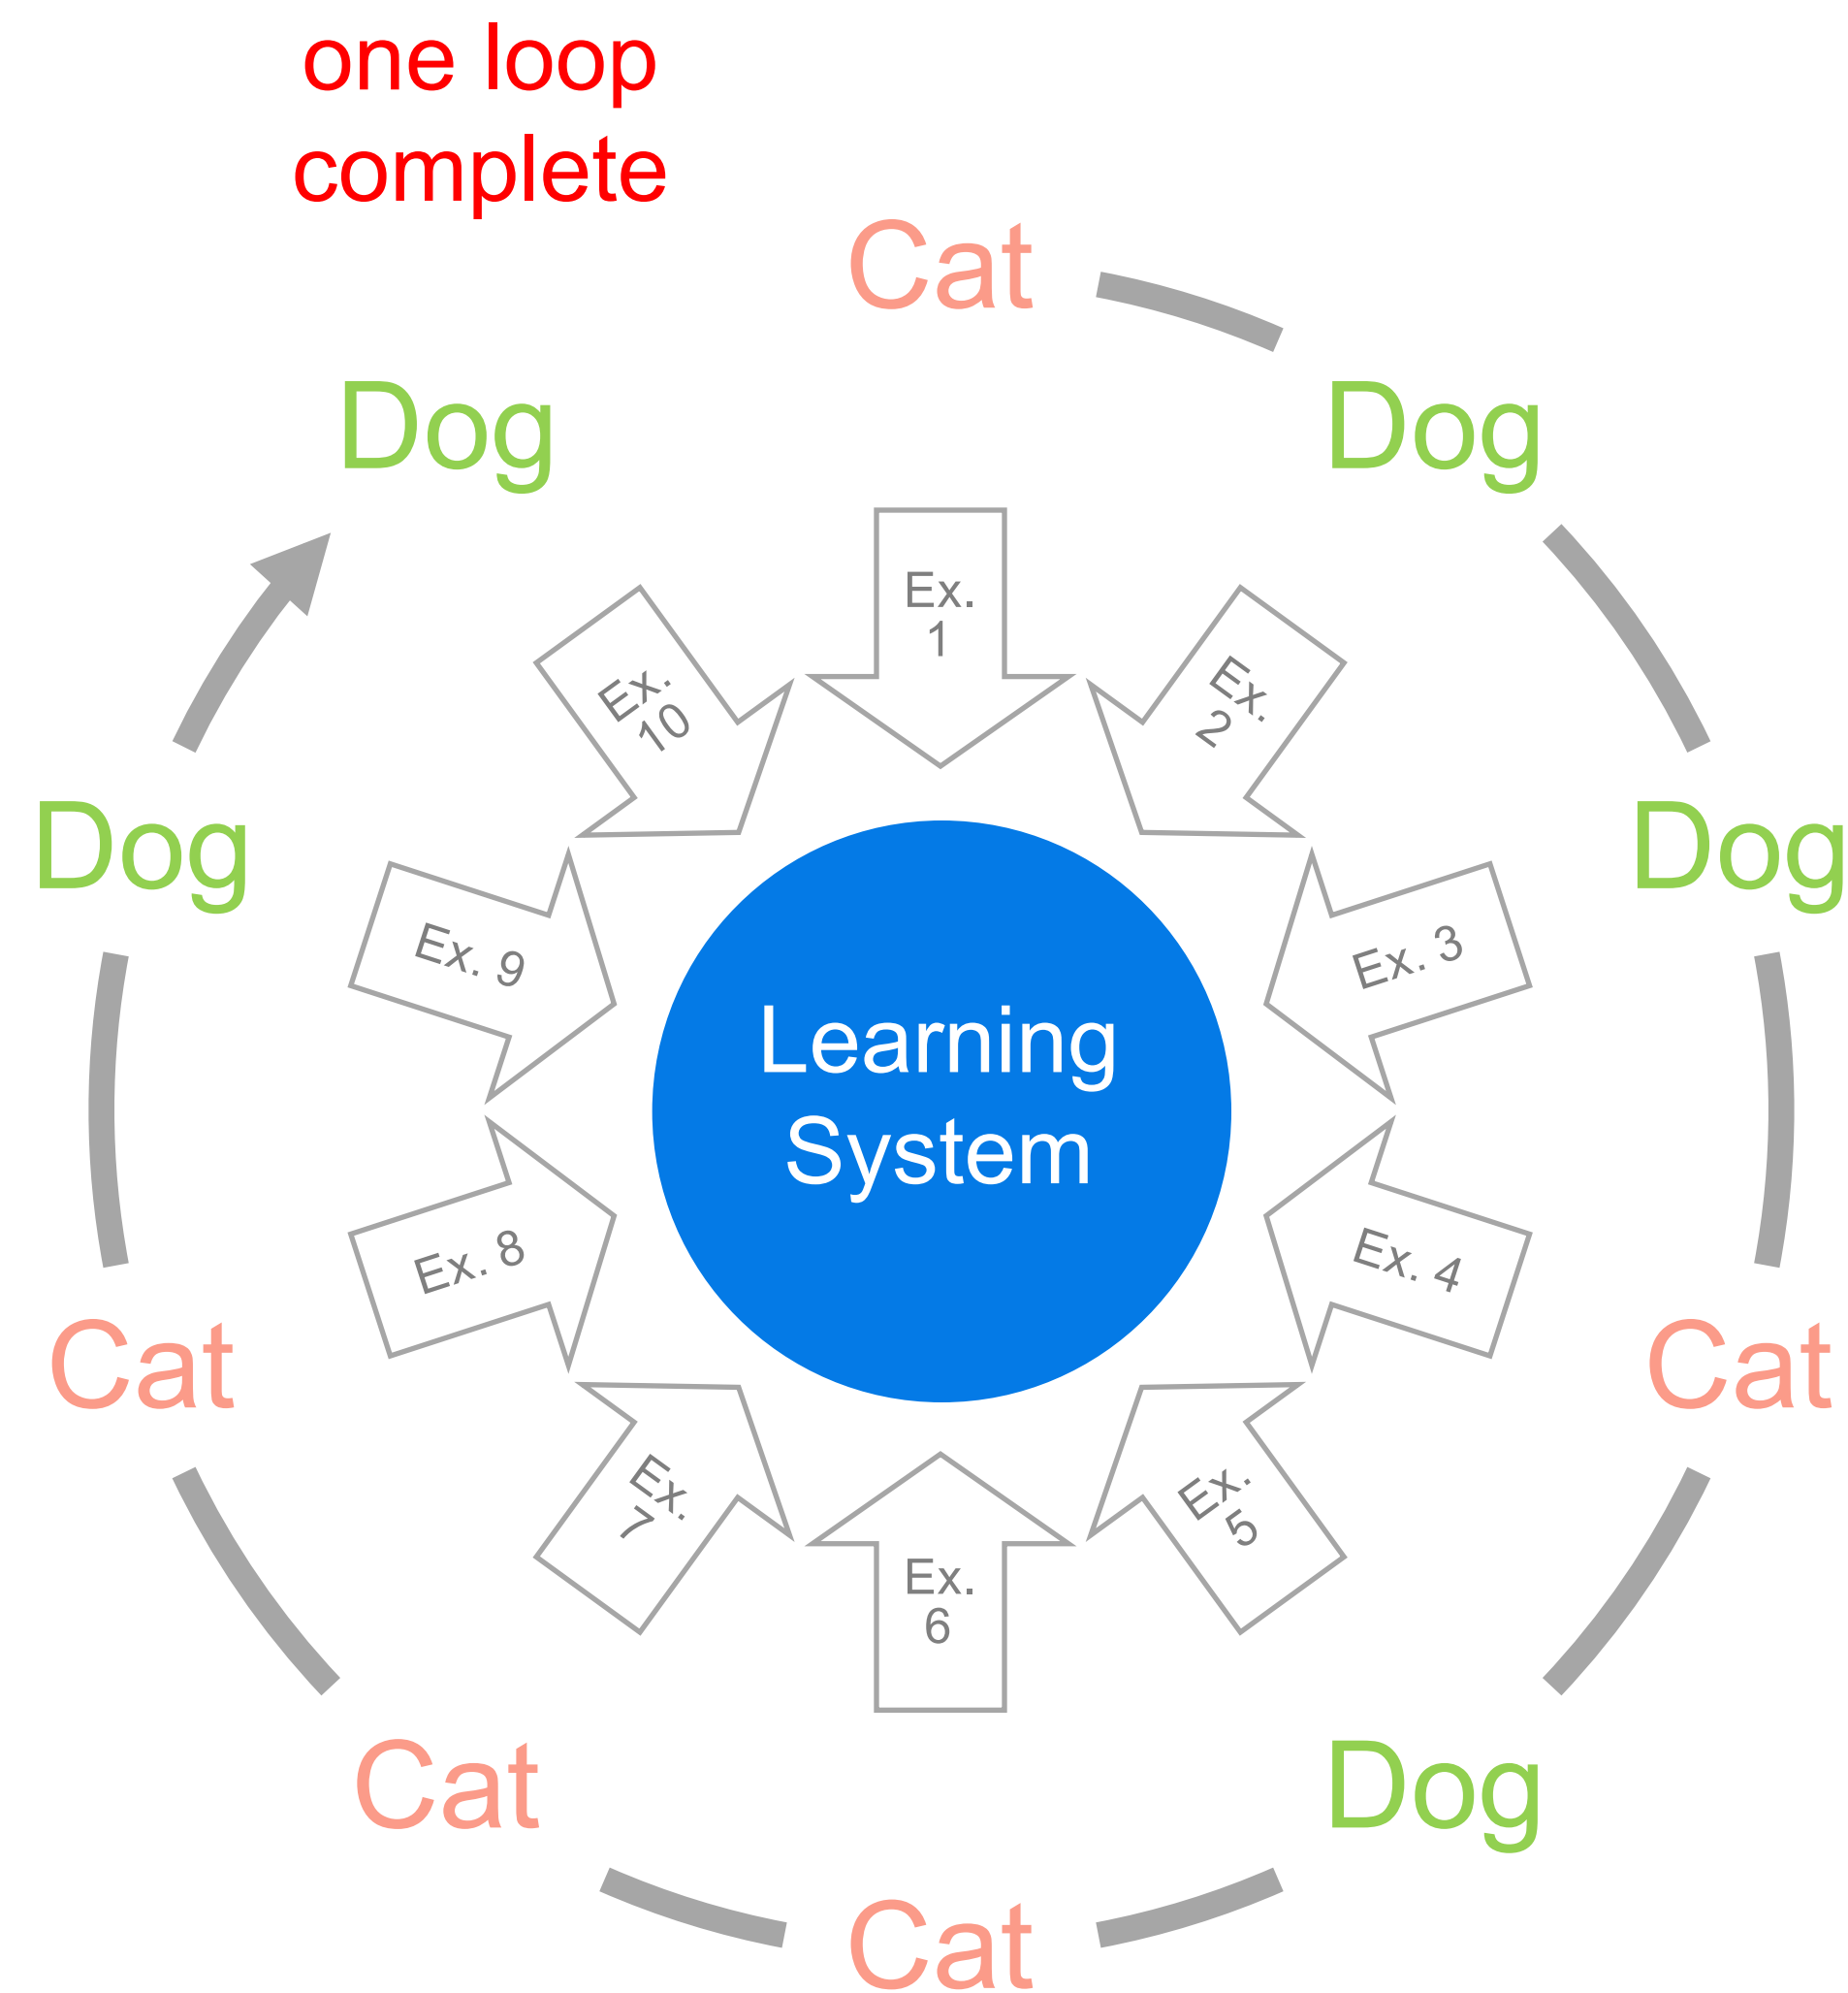 one loop
complete
Cat
Dog
Dog
Cat
Dog
Cat
Cat
Cat
Dog
Dog
Ex.
1
Ex.
2
Ex. 3
Ex. 4
Ex.
5
Ex.
6
Ex.
7
Ex. 8
Ex. 9
Ex.
10
Learning
System